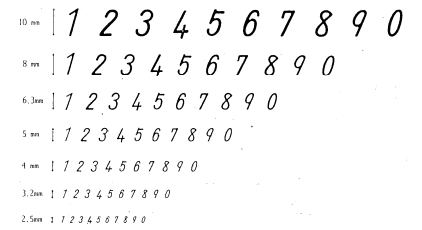 10 mm 1 2 3 4 5 6 7 8 9 0
8 mm 1 2 3 4 5 6 7 8 9 0
6,3mm 1 2 3 4 5 6 7 8 9 0
5 mm 1 2 3 4 5 6 7 8 9 0
4 mm 1 2 3 4 5 6 7 8 9 0
3.2mm 1 2 3 4 5 6 7 8 9 0
2.5mm 1 2 3 4 5 6 7 8 9 0